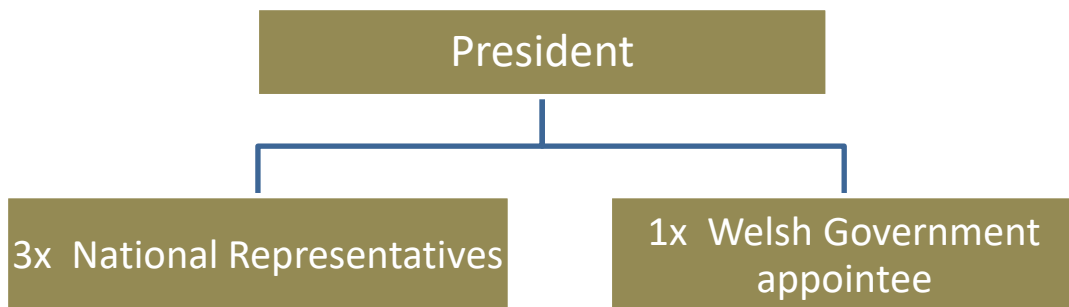 President
3x  National Representatives
1x  Welsh Government
appointee